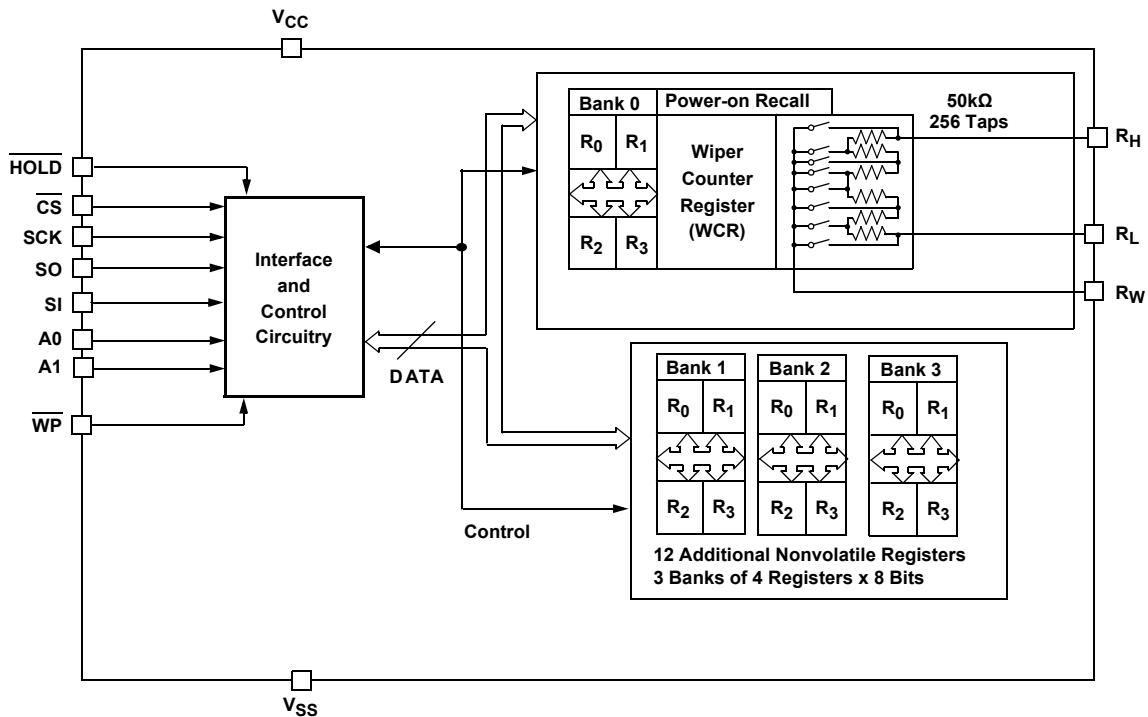 VCC
HOLD
CS
SCK
SO
SI
A0
A1
WP
Interface
and
Control
Circuitry
DATA
Control
Bank 0
Power-on Recall
R0
R1
R2
R3
Wiper
Counter
Register
(WCR)
50kΩ
256 Taps
RH
RL
RW
Bank 1
R0
R1
R2
R3
Bank 2
R0
R1
R2
R3
Bank 3
R0
R1
R2
R3
12 Additional Nonvolatile Registers
3 Banks of 4 Registers x 8 Bits
VSS